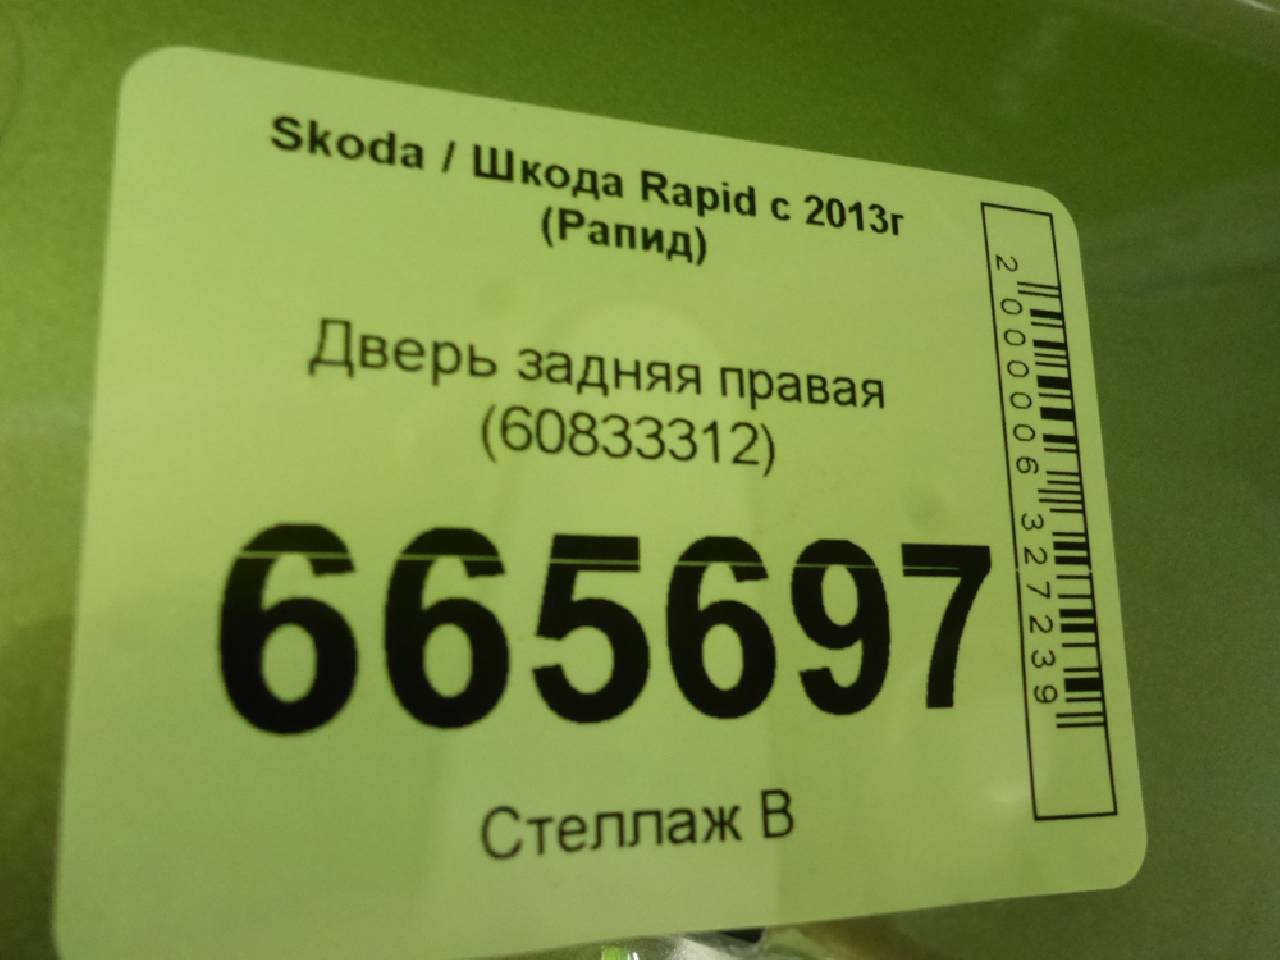 Skoda / Шкода Rapid с 2013г
(Рапид)
Дверь задняя правая
(60833312)
665697
Стеллаж В
2000006327239